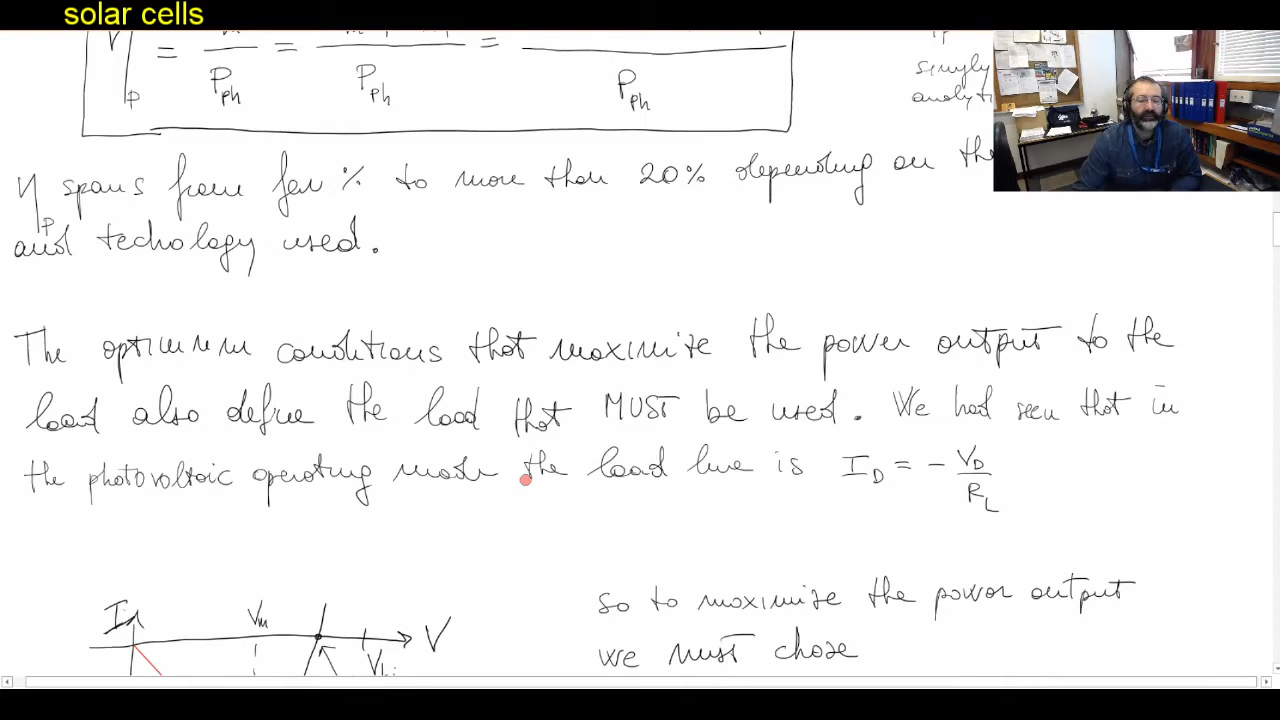 solar cells
η_P = = =
P_ph P_ph P_ph
simply
η_P spans from few % to more than 20% depending on the
and techology used.
The optimum conditions that maximize the power output to the
load also define the load that MUST be used. We had seen that in
the photovoltaic operating mode the load line is I_D = - V_D / R_L
I V_m V
so to maximize the power output
we must chose